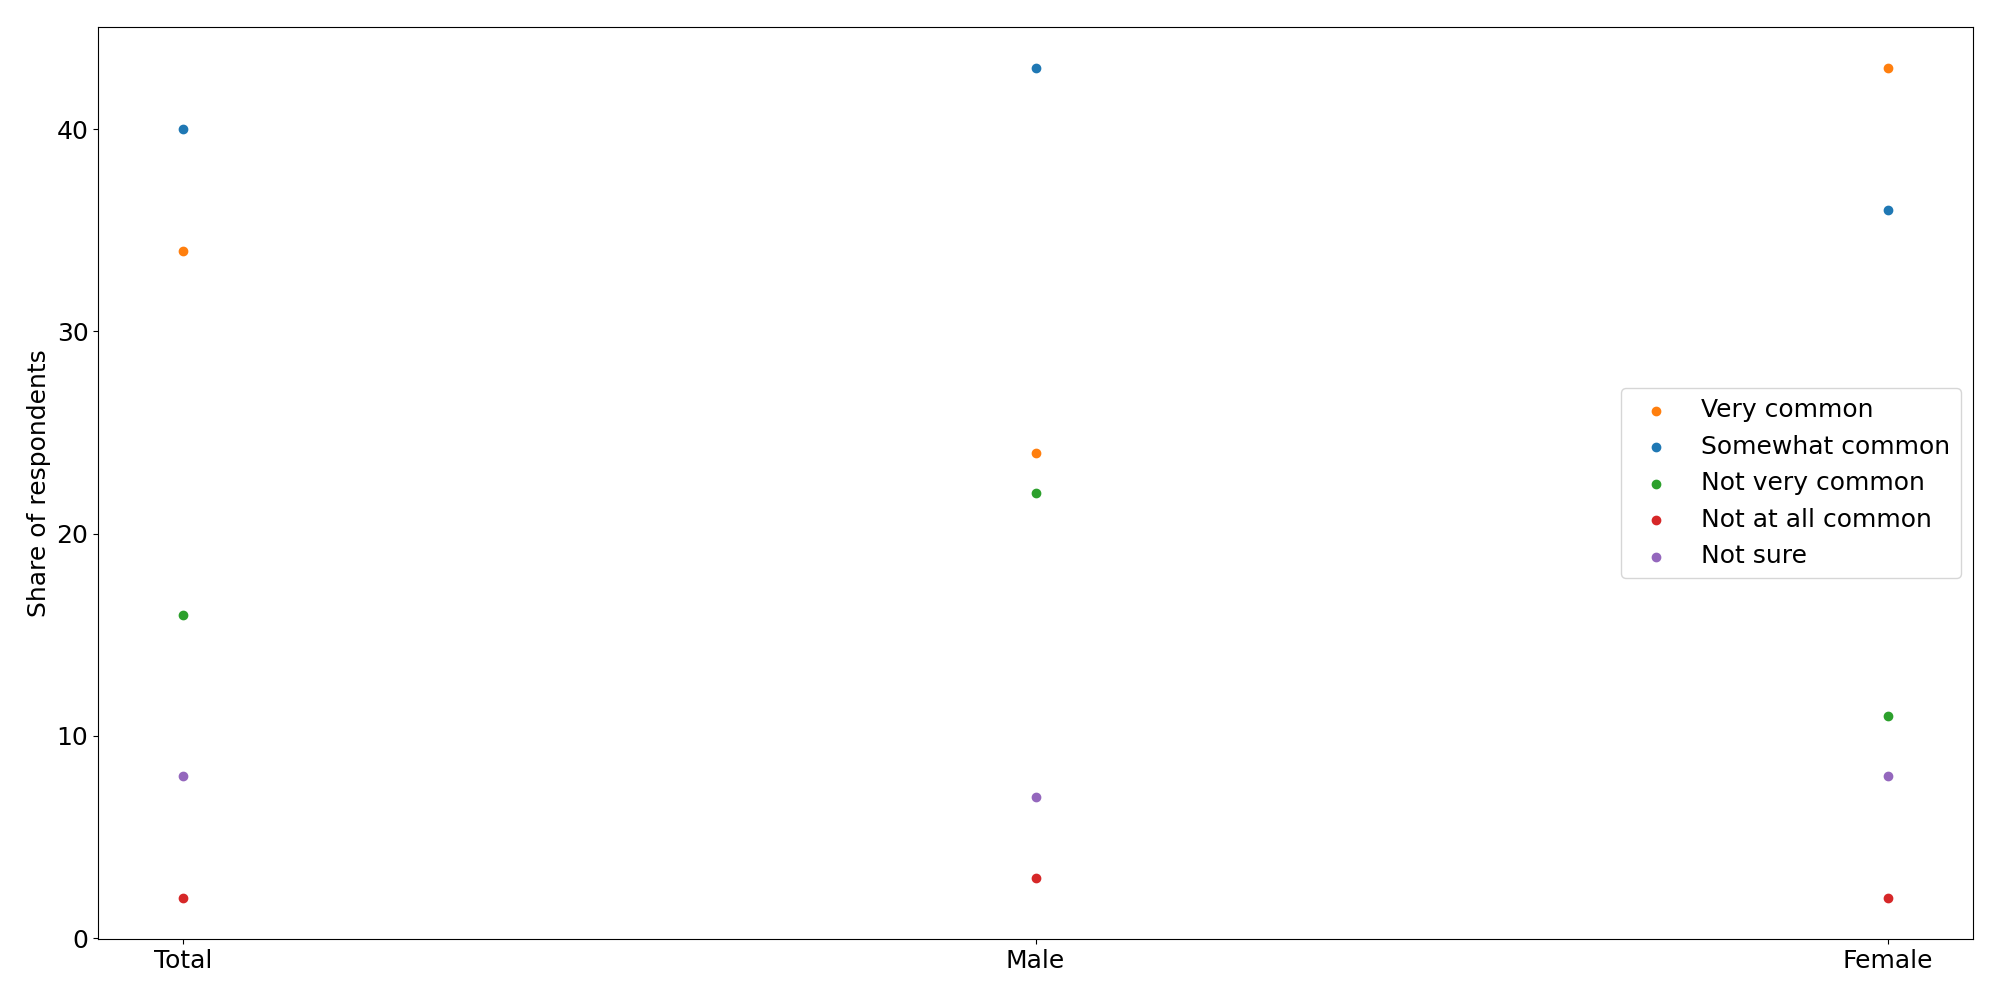 Share of respondents
40
30
20
10
0
Total
Male
Female
Very common
Somewhat common
Not very common
Not at all common
Not sure